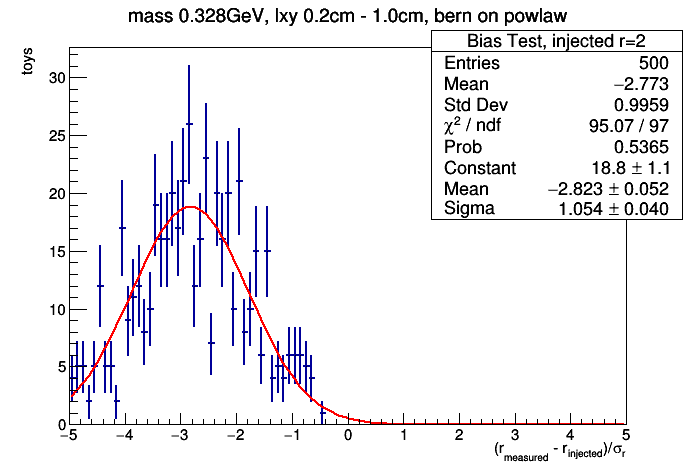 mass 0.328GeV, lxy 0.2cm - 1.0cm, bern on powlaw
Bias Test, injected r=2
Entries 500
Mean −2.773
Std Dev 0.9959
χ² / ndf 95.07 / 97
Prob 0.5365
Constant 18.8 ± 1.1
Mean −2.823 ± 0.052
Sigma 1.054 ± 0.040
toys
30
25
20
15
10
5
0
−5 −4 −3 −2 −1 0 1 2 3 4 5
(r_measured - r_injected)/σ_r